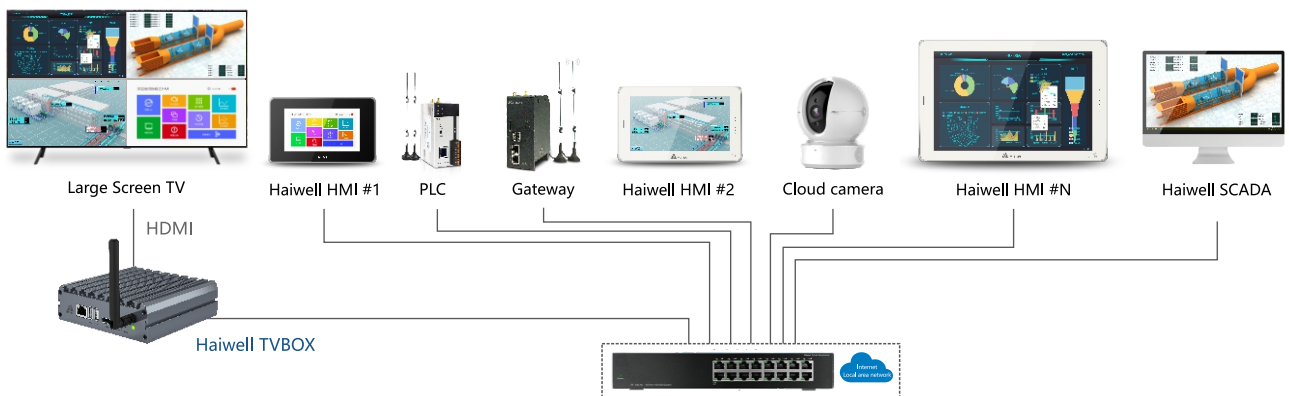 Large Screen TV
Haiwell HMI #1
PLC
Gateway
Haiwell HMI #2
Cloud camera
Haiwell HMI #N
Haiwell SCADA
HDMI
Haiwell TVBOX
Internet
Local area network